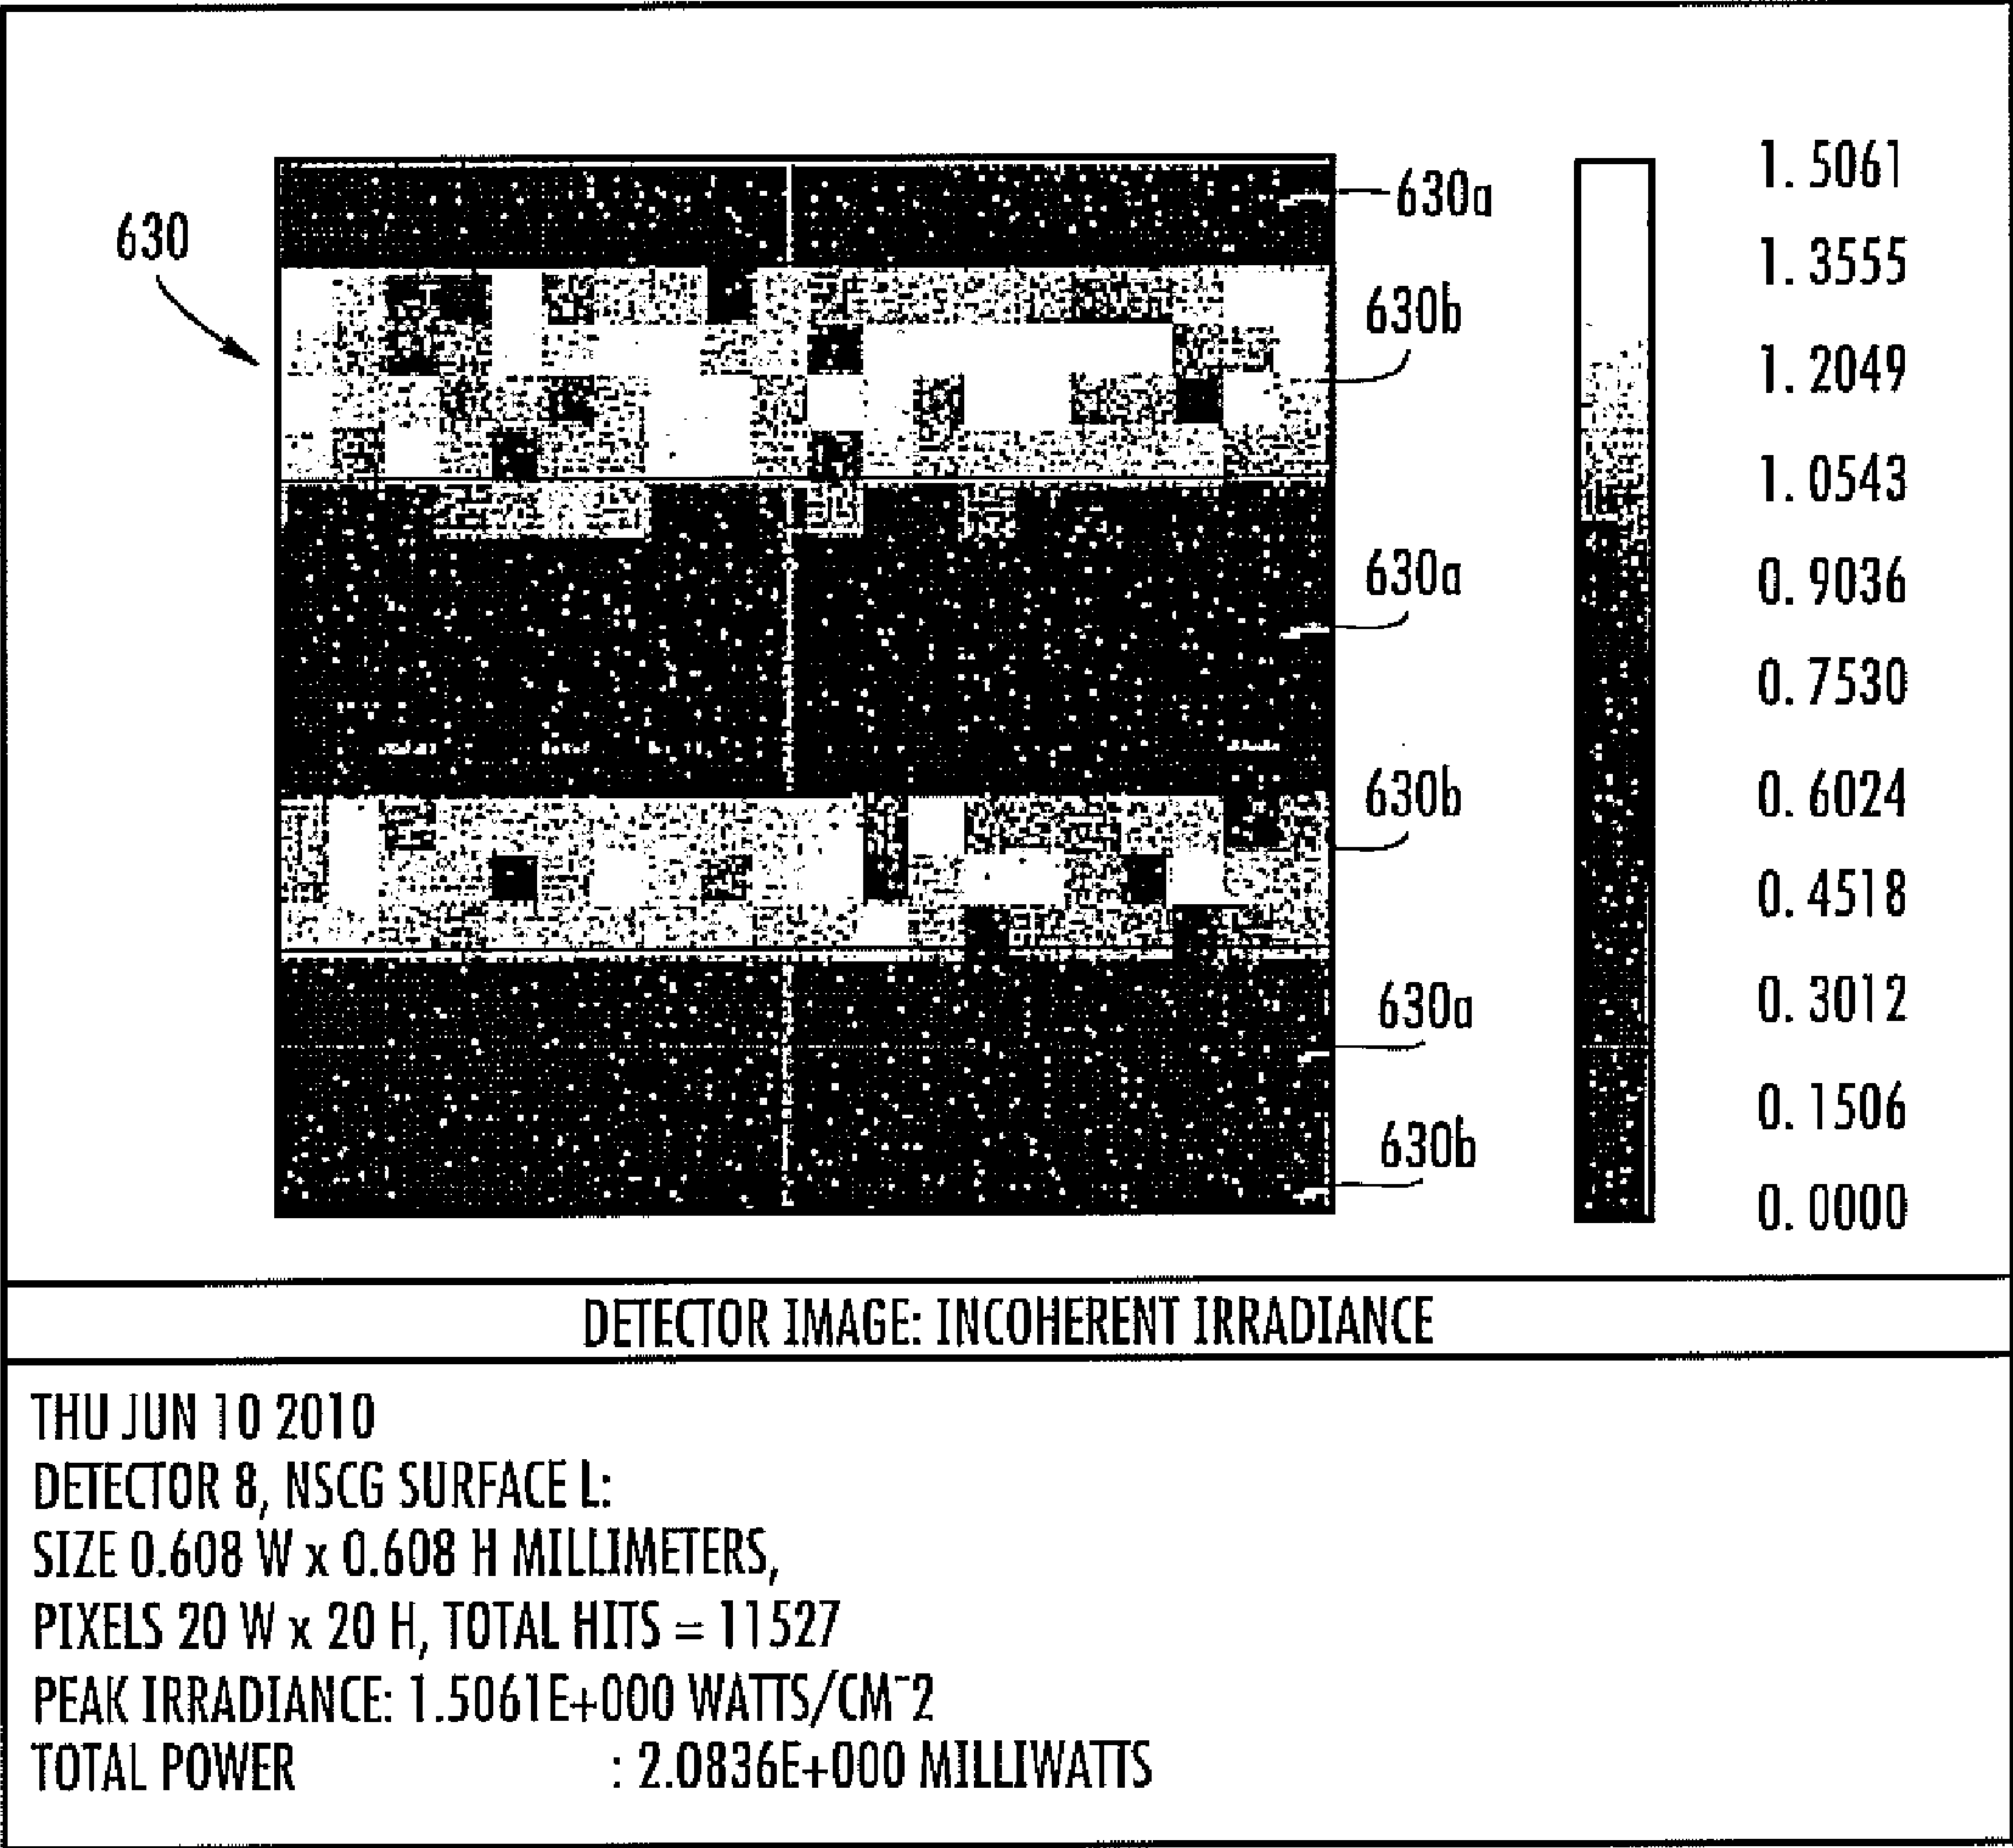 630
630a
630b
630a
630b
630a
630b
1. 5061
1. 3555
1. 2049
1. 0543
0. 9036
0. 7530
0. 6024
0. 4518
0. 3012
0. 1506
0. 0000
DETECTOR IMAGE: INCOHERENT IRRADIANCE
THU JUN 10 2010
DETECTOR 8, NSCG SURFACE L:
SIZE 0.608 W x 0.608 H MILLIMETERS,
PIXELS 20 W x 20 H, TOTAL HITS = 11527
PEAK IRRADIANCE: 1.5061E+000 WATTS/CM¯2
TOTAL POWER : 2.0836E+000 MILLIWATTS